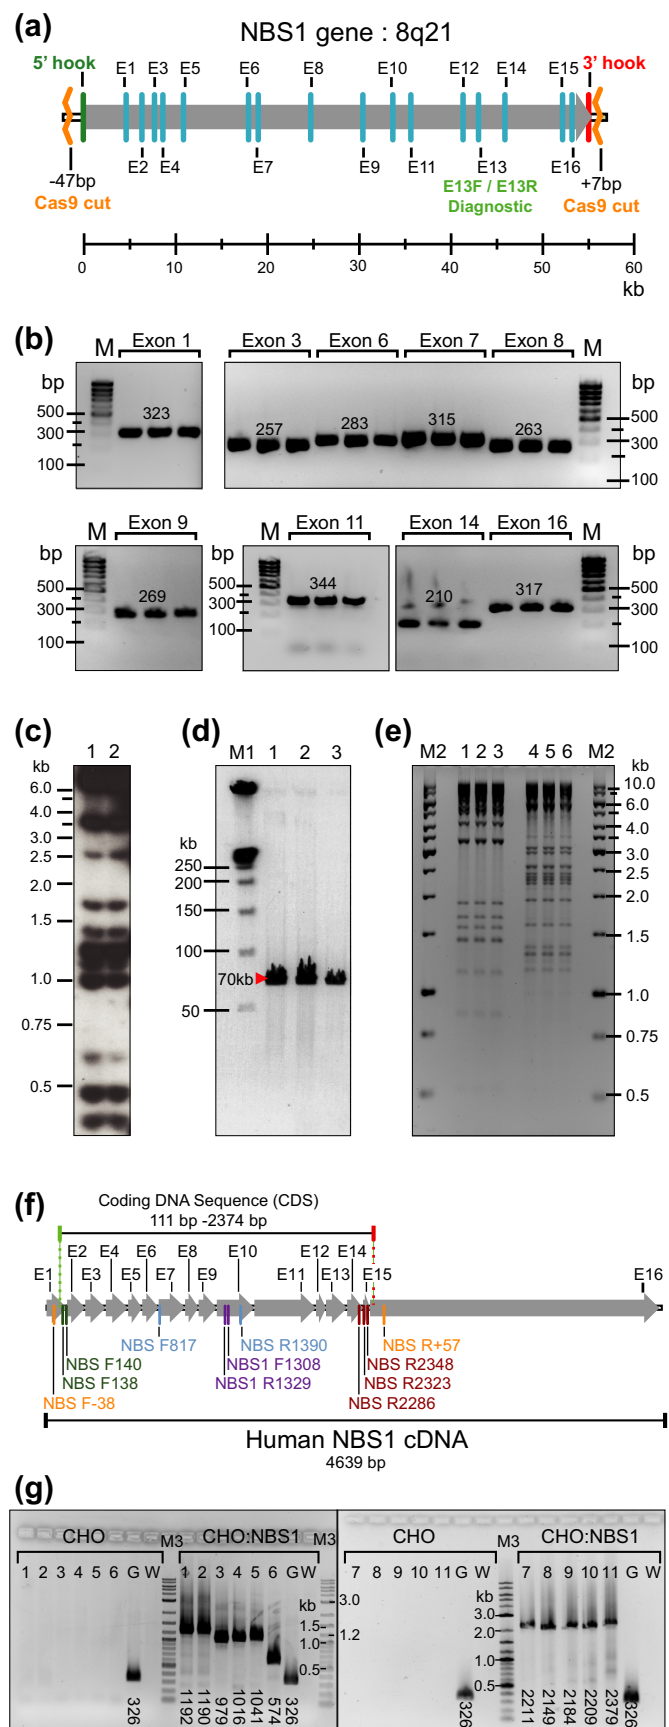 (a)
NBS1 gene : 8q21
5' hook
E1 E3 E5 E6 E8 E10 E12 E14 E15
3' hook
E2 E4 E7 E9 E11 E13 E16
-47bp
Cas9 cut
E13F / E13R
Diagnostic
+7bp
Cas9 cut
0 10 20 30 40 50 60
kb
(b)
M Exon 1 Exon 3 Exon 6 Exon 7 Exon 8 M
bp bp
500 323 257 283 315 263 500
300 300
100 100
M Exon 9 M Exon 11 Exon 14 Exon 16 M
bp bp bp
500 269 500 344 210 317 500
300 300 300
100 100 100
(c)
1 2
kb
6.0
4.0
3.0
2.5
2.0
1.5
1.0
0.75
0.5
(d)
M1 1 2 3
kb
250
200
150
100
70kb
50
(e)
M2 1 2 3 4 5 6 M2
kb
10.0
6.0
4.0
3.0
2.5
2.0
1.5
1.0
0.75
0.5
(f)
Coding DNA Sequence (CDS)
111 bp -2374 bp
E2 E4 E6 E8 E10 E12 E14
E1 E3 E5 E7 E9 E11 E13 E15 E16
NBS F817 NBS R1390 NBS R+57
NBS F140 NBS1 F1308 NBS R2348
NBS F138 NBS1 R1329 NBS R2323
NBS F-38 NBS R2286
Human NBS1 cDNA
4639 bp
(g)
CHO M3 CHO:NBS1 M3 CHO M3 CHO:NBS1
1 2 3 4 5 6 G W 1 2 3 4 5 6 G W 7 8 9 10 11 G W 7 8 9 10 11 G W
kb 3.0 kb
1.5 1.2 3.0
1.0 2.0
0.5 1.0
0.5
326 1192 1190 979 1016 1041 574 326 326 2211 2149 2184 2209 2379 326